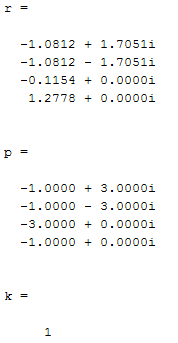 r =
-1.0812 + 1.7051i
-1.0812 - 1.7051i
-0.1154 + 0.0000i
1.2778 + 0.0000i
p =
-1.0000 + 3.0000i
-1.0000 - 3.0000i
-3.0000 + 0.0000i
-1.0000 + 0.0000i
k =
1